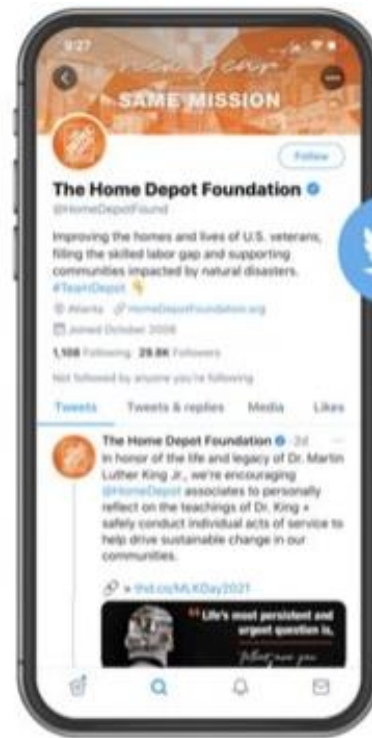 9:27
new year
SAME MISSION
Follow
The Home Depot Foundation
@HomeDepotFound
Improving the homes and lives of U.S. veterans,
filling the skilled labor gap and supporting
communities impacted by natural disasters.
#TeamDepot
Atlanta HomeDepotFoundation.org
Joined October 2008
1,108 Following 29.8K Followers
Not followed by anyone you're following
Tweets Tweets & replies Media Likes
The Home Depot Foundation · 2d
In honor of the life and legacy of Dr. Martin
Luther King Jr., we're encouraging
@HomeDepot associates to personally
reflect on the teachings of Dr. King +
safely conduct individual acts of service to
help drive sustainable change in our
communities.
» thd.co/MLKDay2021
“Life's most persistent and
urgent question is,